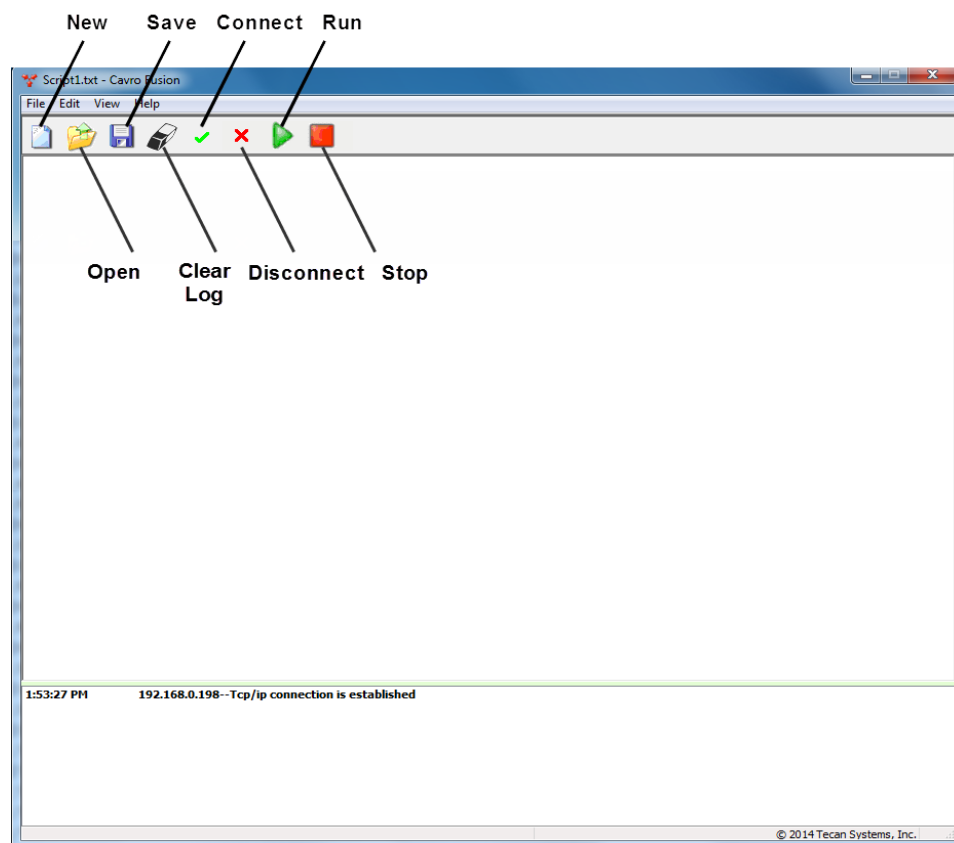 New Save Connect Run
Script1.txt - Cavro Fusion
File Edit View Help
Open Clear Disconnect Stop
Log
1:53:27 PM 192.168.0.198--Tcp/ip connection is established
© 2014 Tecan Systems, Inc.